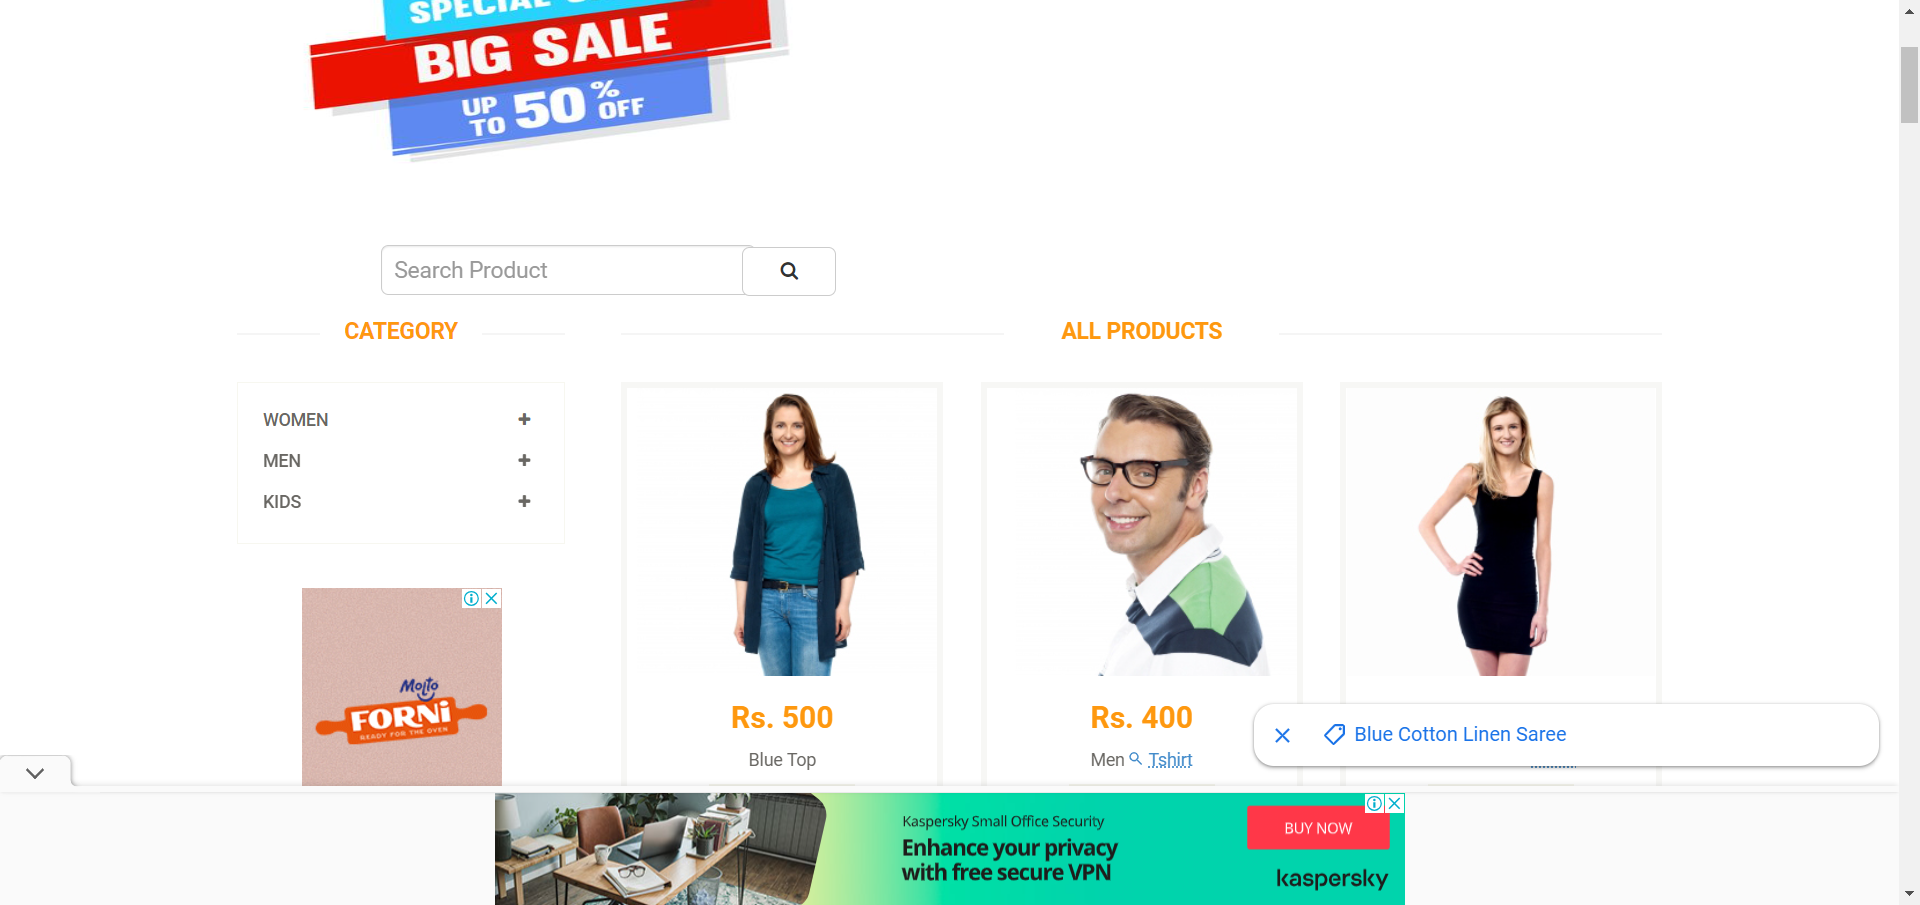 SPECIAL
BIG SALE
UP TO 50% OFF
Search Product
CATEGORY
ALL PRODUCTS
WOMEN
MEN
KIDS
Molto
FORNi
READY FOR THE OVEN
Rs. 500
Blue Top
Rs. 400
Men Tshirt
Blue Cotton Linen Saree
Kaspersky Small Office Security
Enhance your privacy
with free secure VPN
BUY NOW
kaspersky